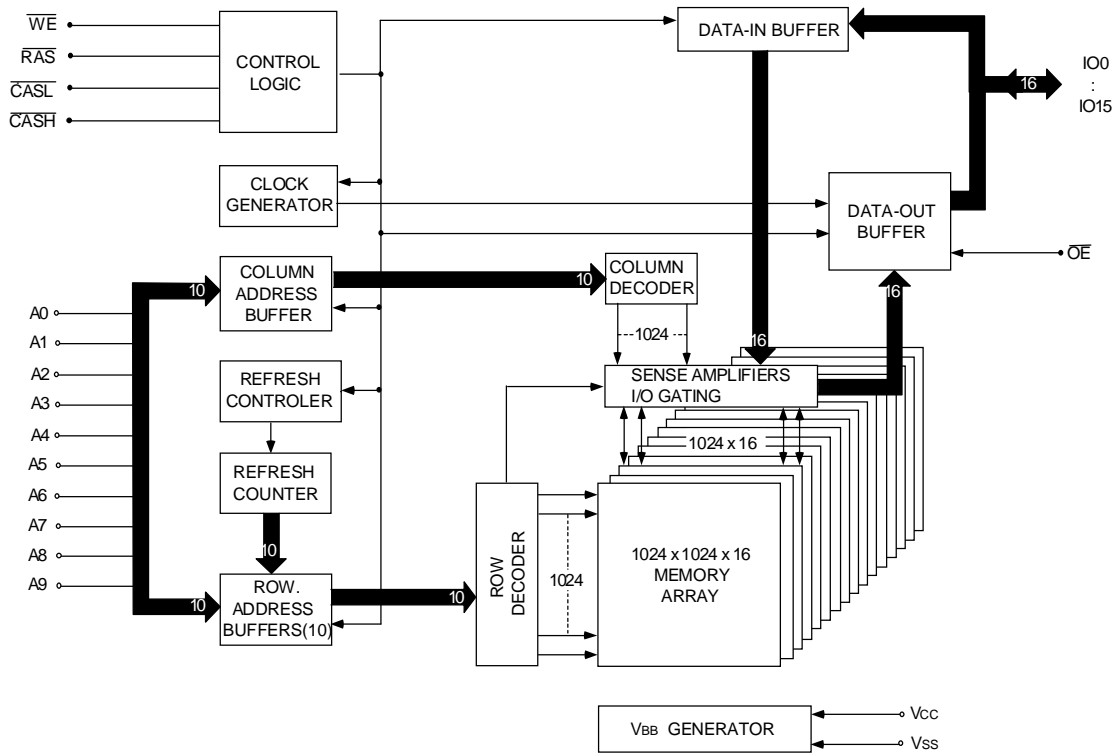 WE
RAS
CASL
CASH
CONTROL
LOGIC
DATA-IN BUFFER
16
IO0
:
IO15
CLOCK
GENERATOR
DATA-OUT
BUFFER
OE
10
COLUMN
ADDRESS
BUFFER
10
COLUMN
DECODER
16
16
1024
A0
A1
A2
A3
A4
A5
A6
A7
A8
A9
REFRESH
CONTROLER
SENSE AMPLIFIERS
I/O GATING
1024 x 16
REFRESH
COUNTER
10
10
ROW.
ADDRESS
BUFFERS(10)
10
ROW
DECODER
1024
1024 x 1024 x 16
MEMORY
ARRAY
VBB GENERATOR
VCC
VSS